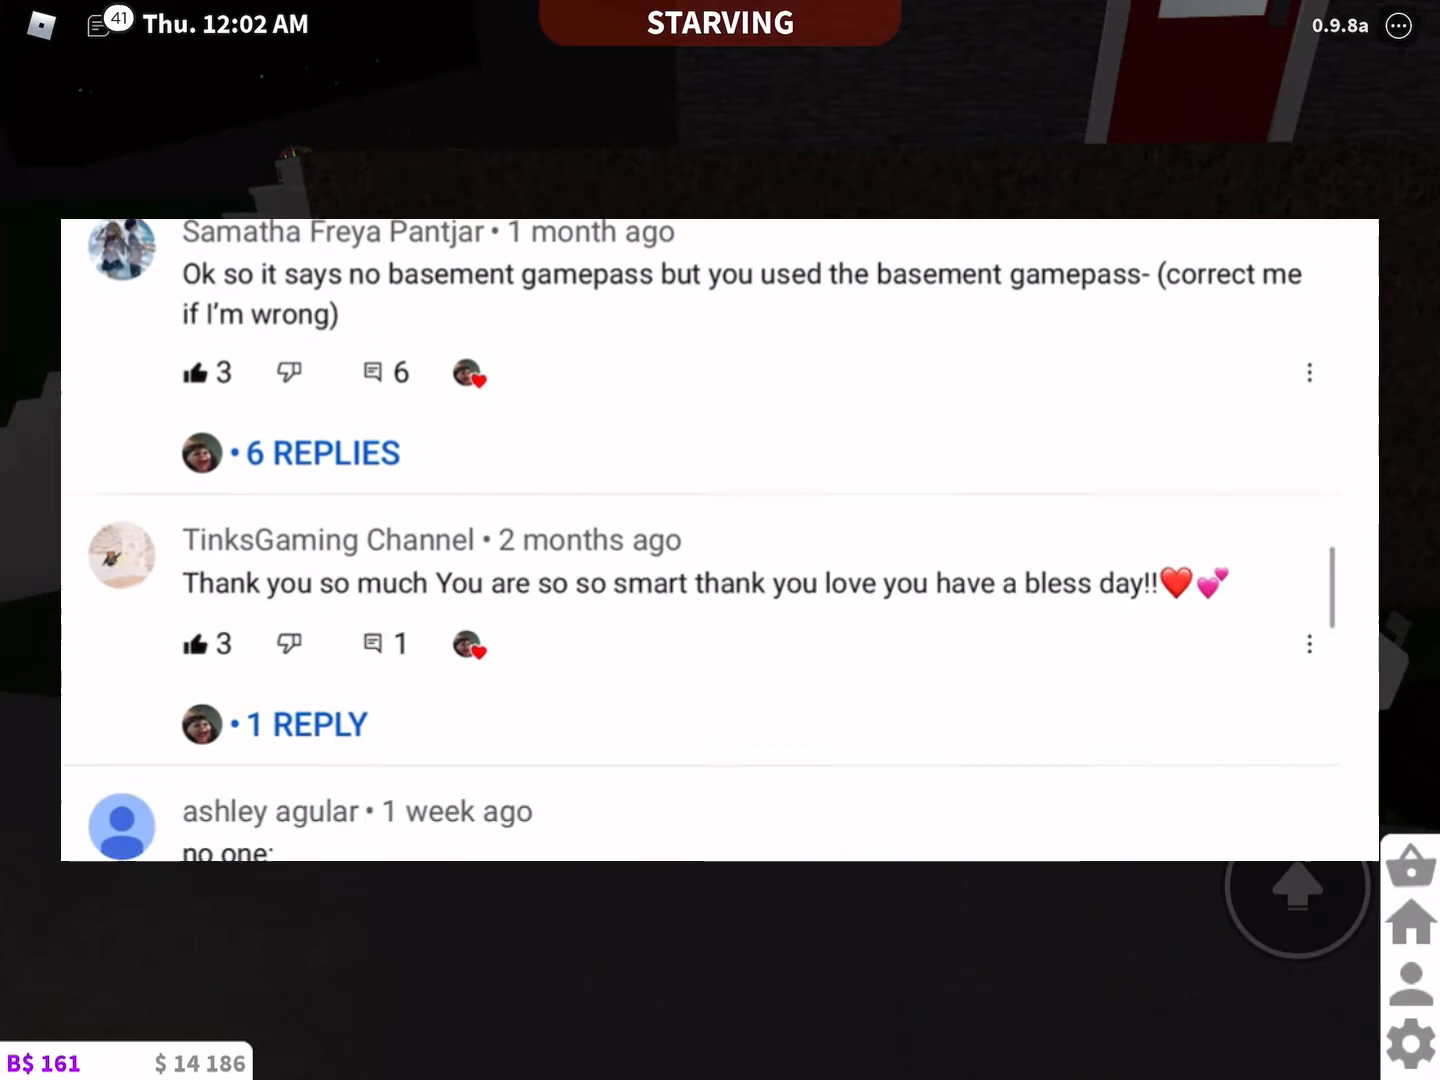 41 Thu. 12:02 AM
STARVING
0.9.8a
Samatha Freya Pantjar • 1 month ago
Ok so it says no basement gamepass but you used the basement gamepass- (correct me
if I'm wrong)
3 6
• 6 REPLIES
TinksGaming Channel • 2 months ago
Thank you so much You are so so smart thank you love you have a bless day!!❤️💕
3 1
• 1 REPLY
ashley agular • 1 week ago
no one:
B$ 161 $ 14 186